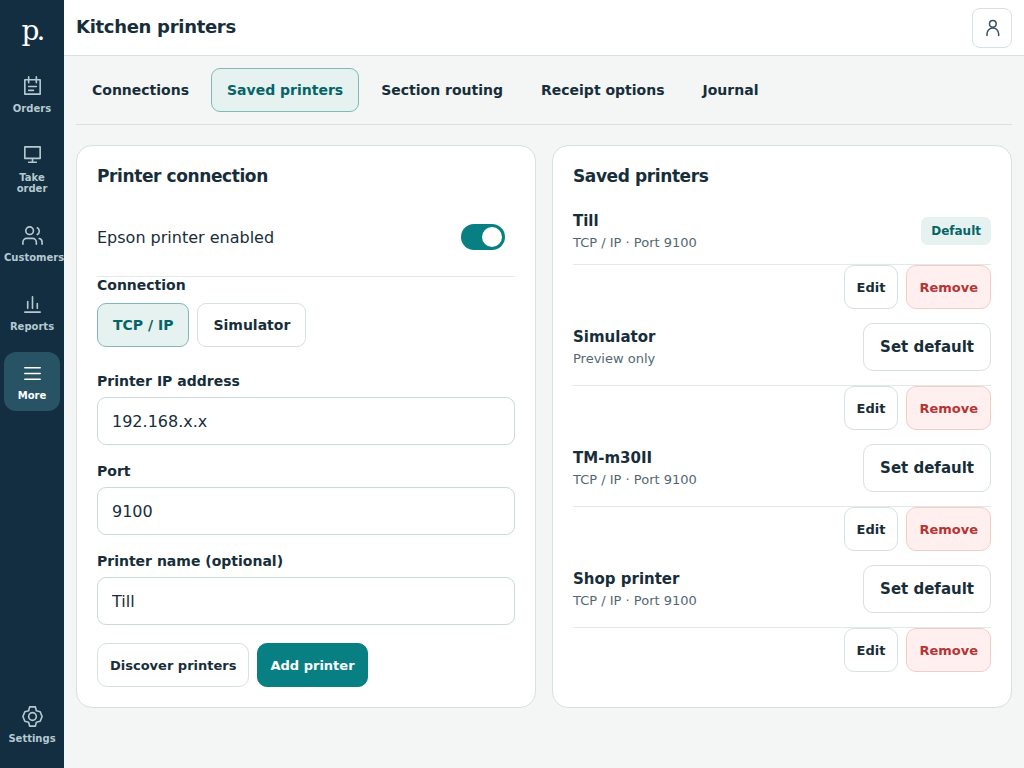 p.
Orders
Take
order
Customers
Reports
More
Settings
Kitchen printers
Connections
Saved printers
Section routing
Receipt options
Journal
Printer connection
Epson printer enabled
Connection
TCP / IP
Simulator
Printer IP address
192.168.x.x
Port
9100
Printer name (optional)
Till
Discover printers
Add printer
Saved printers
Till
TCP / IP · Port 9100
Default
Edit
Remove
Simulator
Preview only
Set default
Edit
Remove
TM-m30II
TCP / IP · Port 9100
Set default
Edit
Remove
Shop printer
TCP / IP · Port 9100
Set default
Edit
Remove